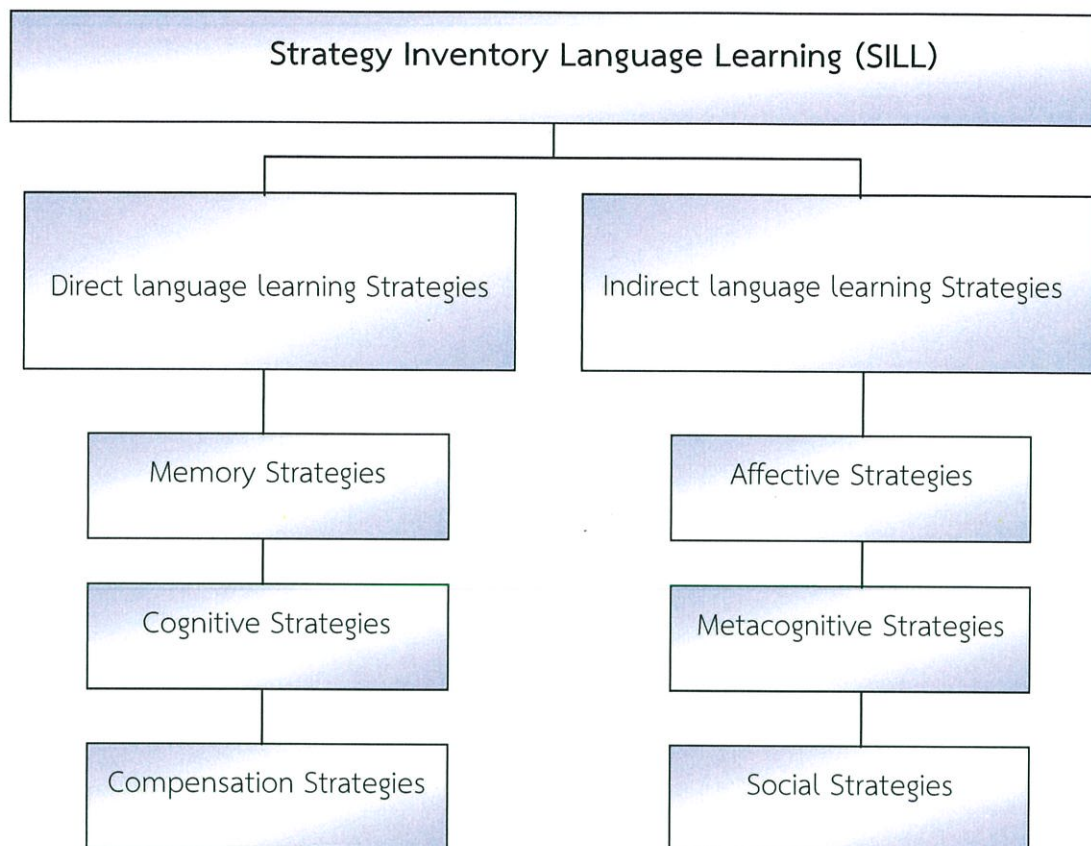 Strategy Inventory Language Learning (SILL)
Direct language learning Strategies
Indirect language learning Strategies
Memory Strategies
Affective Strategies
Cognitive Strategies
Metacognitive Strategies
Compensation Strategies
Social Strategies